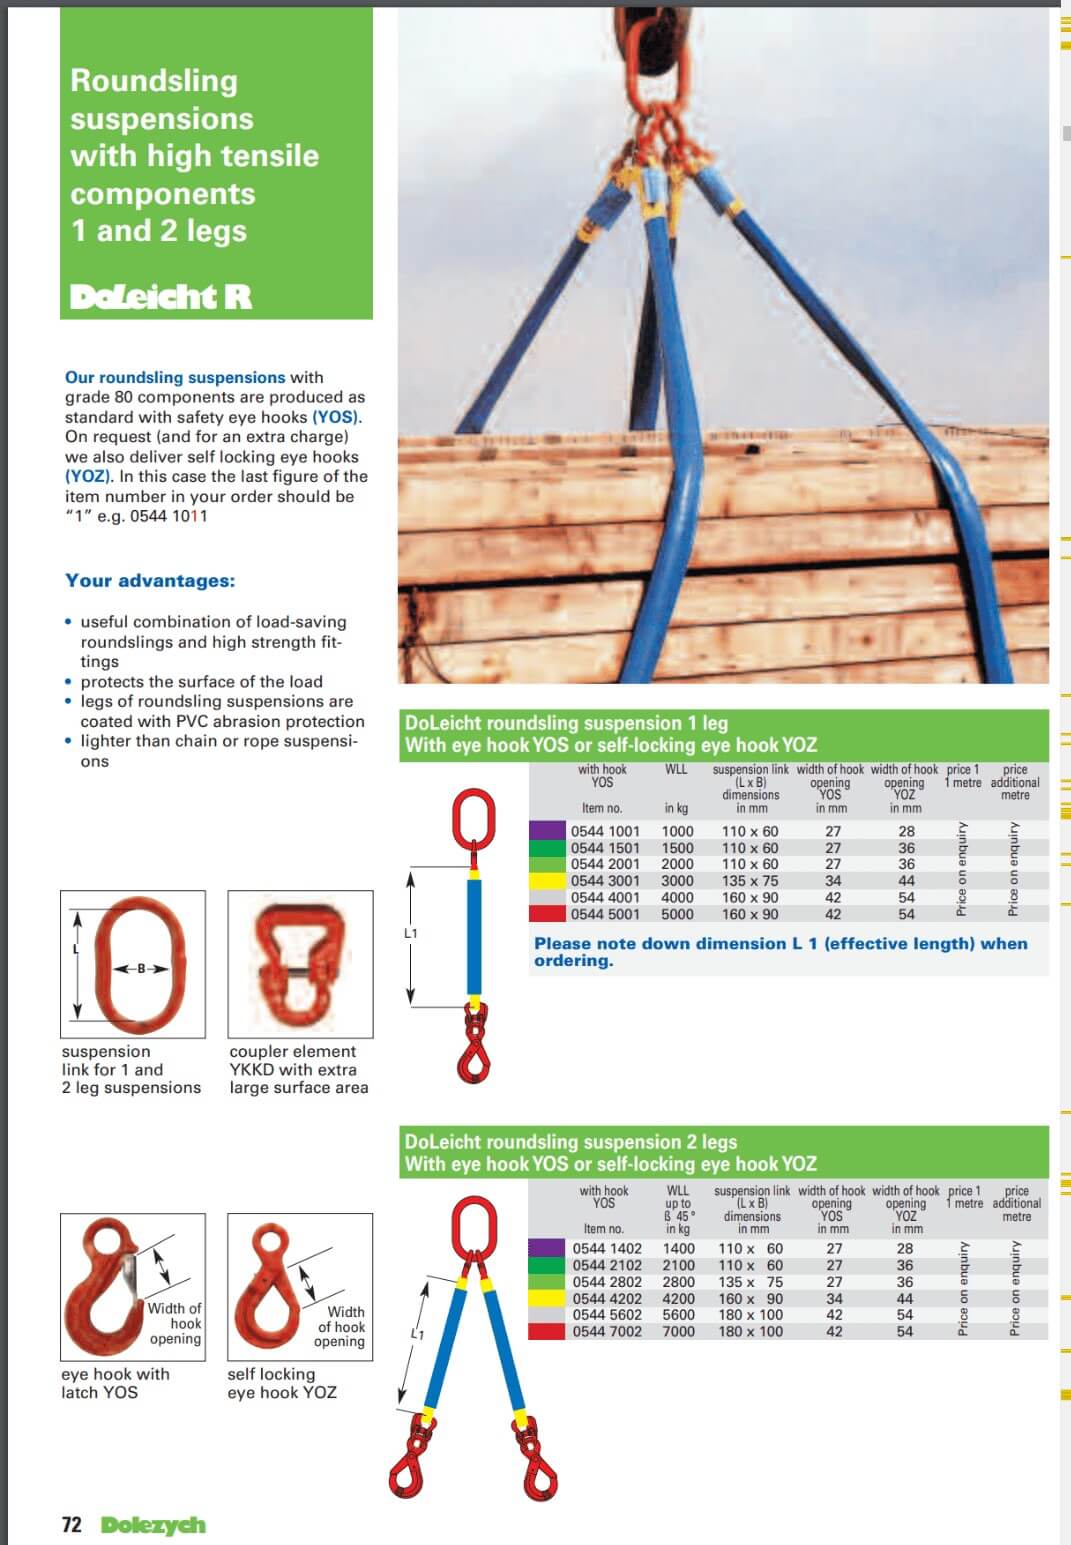 Roundsling
suspensions
with high tensile
components
1 and 2 legs
DoLeicht R
Our roundsling suspensions with
grade 80 components are produced as
standard with safety eye hooks (YOS).
On request (and for an extra charge)
we also deliver self locking eye hooks
(YOZ). In this case the last figure of the
item number in your order should be
“1” e.g. 0544 1011
Your advantages:
• useful combination of load-saving
roundslings and high strength fit-
tings
• protects the surface of the load
• legs of roundsling suspensions are
coated with PVC abrasion protection
• lighter than chain or rope suspensi-
ons
L
B
suspension
link for 1 and
2 leg suspensions
coupler element
YKKD with extra
large surface area
Width of
hook
opening
eye hook with
latch YOS
Width
of hook
opening
self locking
eye hook YOZ
DoLeicht roundsling suspension 1 leg
With eye hook YOS or self-locking eye hook YOZ
L1
with hook WLL suspension link width of hook width of hook price 1 price
YOS (L x B) opening opening 1 metre additional
dimensions YOS YOZ metre
Item no. in kg in mm in mm in mm
0544 1001 1000 110 x 60 27 28
0544 1501 1500 110 x 60 27 36
0544 2001 2000 110 x 60 27 36
0544 3001 3000 135 x 75 34 44
0544 4001 4000 160 x 90 42 54
0544 5001 5000 160 x 90 42 54
Price on enquiry
Price on enquiry
Please note down dimension L 1 (effective length) when
ordering.
DoLeicht roundsling suspension 2 legs
With eye hook YOS or self-locking eye hook YOZ
L1
with hook WLL suspension link width of hook width of hook price 1 price
YOS up to (L x B) opening opening 1 metre additional
ß 45° dimensions YOS YOZ metre
Item no. in kg in mm in mm in mm
0544 1402 1400 110 x 60 27 28
0544 2102 2100 110 x 60 27 36
0544 2802 2800 135 x 75 27 36
0544 4202 4200 160 x 90 34 44
0544 5602 5600 180 x 100 42 54
0544 7002 7000 180 x 100 42 54
Price on enquiry
Price on enquiry
72 Dolezych